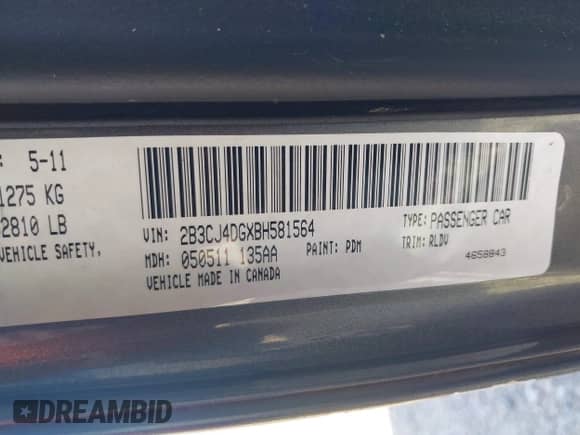 : 5-11
1275 KG
2810 LB
VEHICLE SAFETY,
VIN: 2B3CJ4DGXBH581564
MDH: 050511 135AA
PAINT: PDM
VEHICLE MADE IN CANADA
TYPE: PASSENGER CAR
TRIM: RLDV
4658843
DREAMBID